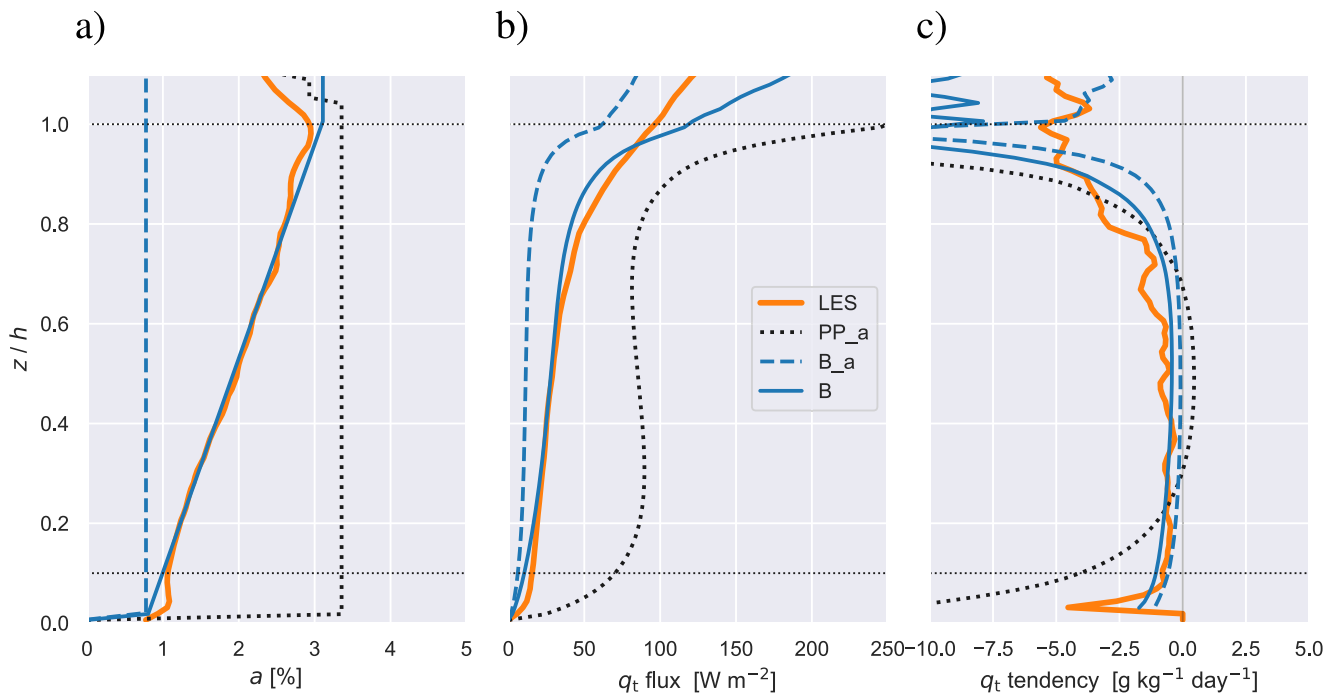 a)
b)
c)
1.0
0.8
0.6
0.4
0.2
0.0
z / h
0 1 2 3 4 5
a [%]
LES
PP_a
B_a
B
0 50 100 150 200 250
qt flux [W m⁻²]
−10.0 −7.5 −5.0 −2.5 0.0 2.5 5.0
qt tendency [g kg⁻¹ day⁻¹]